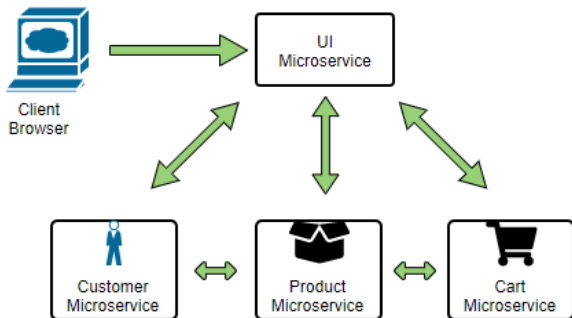 UI
Microservice
Client
Browser
Customer
Microservice
Product
Microservice
Cart
Microservice